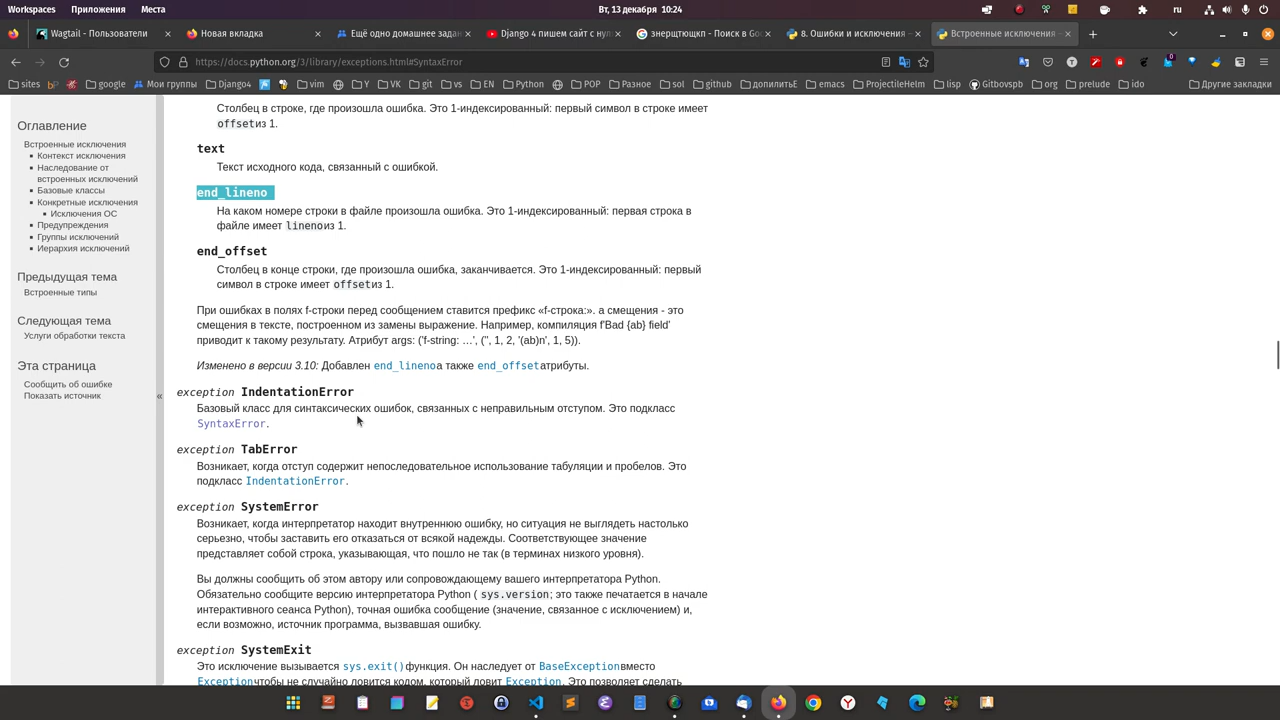 Workspaces Приложения Места
Вт, 13 декабря 10:24
ru
Wagtail - Пользователи
Новая вкладка
Ещё одно домашнее задан
Django 4 пишем сайт с нул
энерщтющкп - Поиск в Goo
8. Ошибки и исключения —
Встроенные исключения —
https://docs.python.org/3/library/exceptions.html#SyntaxError
sites google Мои группы Django4 vim Y VK git vs EN Python POP Разное sol github допилитьE emacs ProjectileHelm lisp Gitbovspb org prelude ido Другие закладки
Оглавление
Встроенные исключения
Контекст исключения
Наследование от
встроенных исключений
Базовые классы
Конкретные исключения
Исключения ОС
Предупреждения
Группы исключений
Иерархия исключений
Предыдущая тема
Встроенные типы
Следующая тема
Услуги обработки текста
Эта страница
Сообщить об ошибке
Показать источник
«
Столбец в строке, где произошла ошибка. Это 1-индексированный: первый символ в строке имеет
offsetиз 1.
text
Текст исходного кода, связанный с ошибкой.
end_lineno
На каком номере строки в файле произошла ошибка. Это 1-индексированный: первая строка в
файле имеет linenoиз 1.
end_offset
Столбец в конце строки, где произошла ошибка, заканчивается. Это 1-индексированный: первый
символ в строке имеет offsetиз 1.
При ошибках в полях f-строки перед сообщением ставится префикс «f-строка:». а смещения - это
смещения в тексте, построенном из замены выражение. Например, компиляция f'Bad {ab} field'
приводит к такому результату. Атрибут args: ('f-string: …', ('', 1, 2, '(ab)n', 1, 5)).
Изменено в версии 3.10: Добавлен end_linenoа также end_offsetатрибуты.
exception IndentationError
Базовый класс для синтаксических ошибок, связанных с неправильным отступом. Это подкласс
SyntaxError.
exception TabError
Возникает, когда отступ содержит непоследовательное использование табуляции и пробелов. Это
подкласс IndentationError.
exception SystemError
Возникает, когда интерпретатор находит внутреннюю ошибку, но ситуация не выглядеть настолько
серьезно, чтобы заставить его отказаться от всякой надежды. Соответствующее значение
представляет собой строка, указывающая, что пошло не так (в терминах низкого уровня).
Вы должны сообщить об этом автору или сопровождающему вашего интерпретатора Python.
Обязательно сообщите версию интерпретатора Python ( sys.version; это также печатается в начале
интерактивного сеанса Python), точная ошибка сообщение (значение, связанное с исключением) и,
если возможно, источник программа, вызвавшая ошибку.
exception SystemExit
Это исключение вызывается sys.exit()функция. Он наследует от BaseExceptionвместо
Exceptionчтобы не случайно ловится кодом, который ловит Exception. Это позволяет сделать